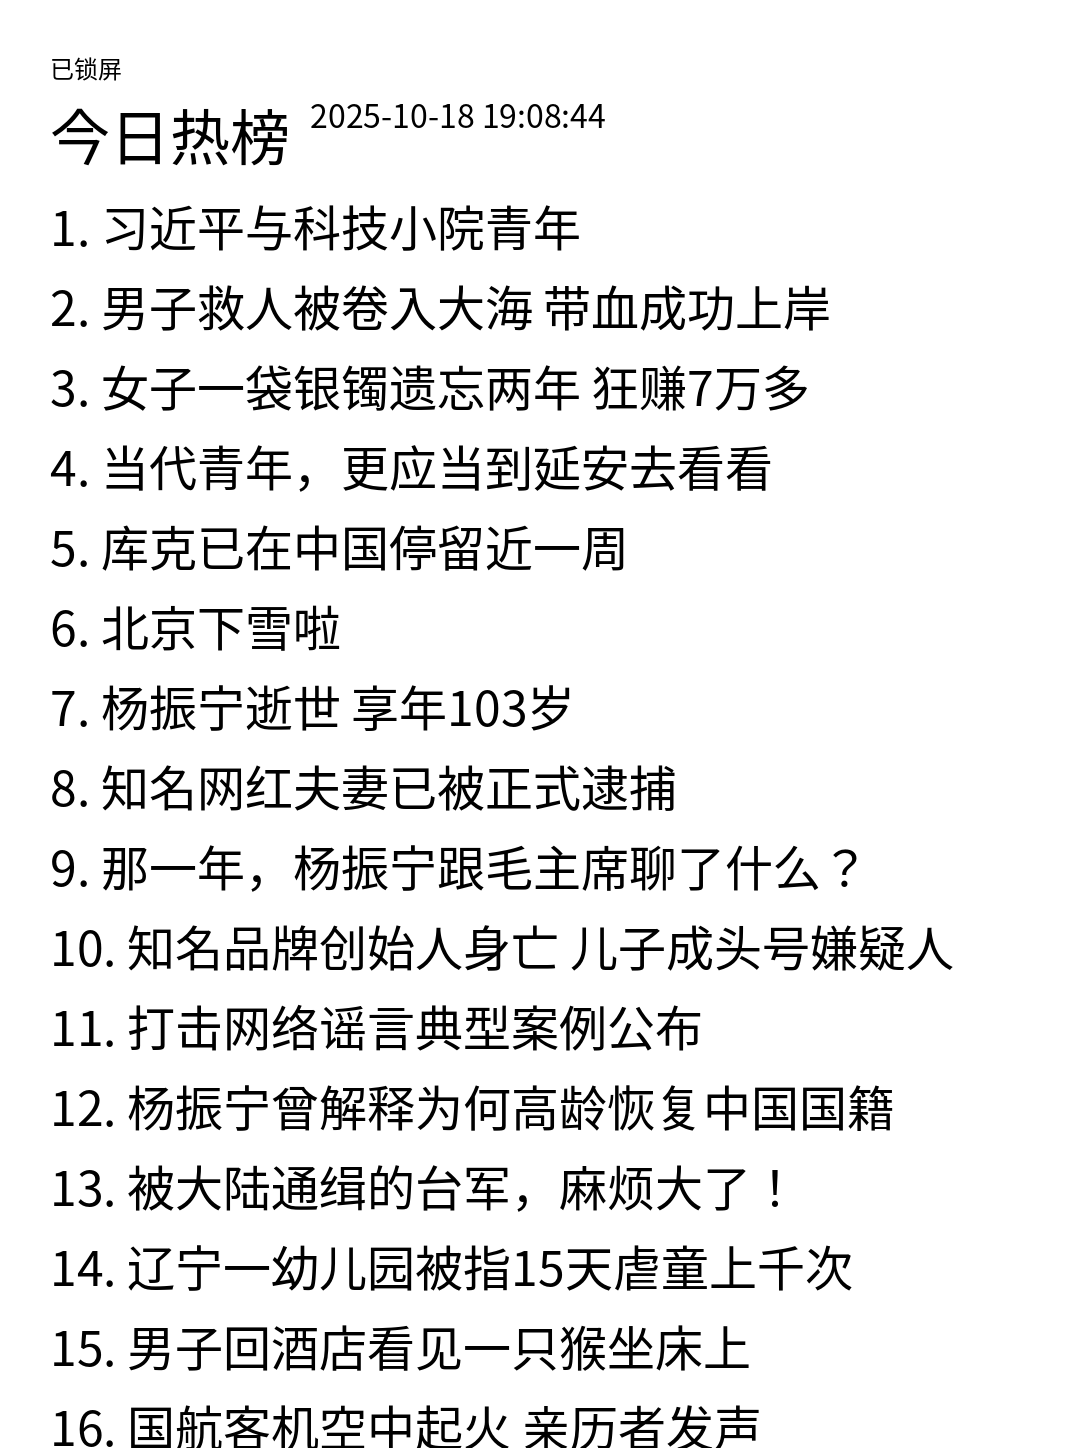 已锁屏
今日热榜 2025-10-18 19:08:44
1. 习近平与科技小院青年
2. 男子救人被卷入大海 带血成功上岸
3. 女子一袋银镯遗忘两年 狂赚7万多
4. 当代青年，更应当到延安去看看
5. 库克已在中国停留近一周
6. 北京下雪啦
7. 杨振宁逝世 享年103岁
8. 知名网红夫妻已被正式逮捕
9. 那一年，杨振宁跟毛主席聊了什么？
10. 知名品牌创始人身亡 儿子成头号嫌疑人
11. 打击网络谣言典型案例公布
12. 杨振宁曾解释为何高龄恢复中国国籍
13. 被大陆通缉的台军，麻烦大了！
14. 辽宁一幼儿园被指15天虐童上千次
15. 男子回酒店看见一只猴坐床上
16. 国航客机空中起火 亲历者发声